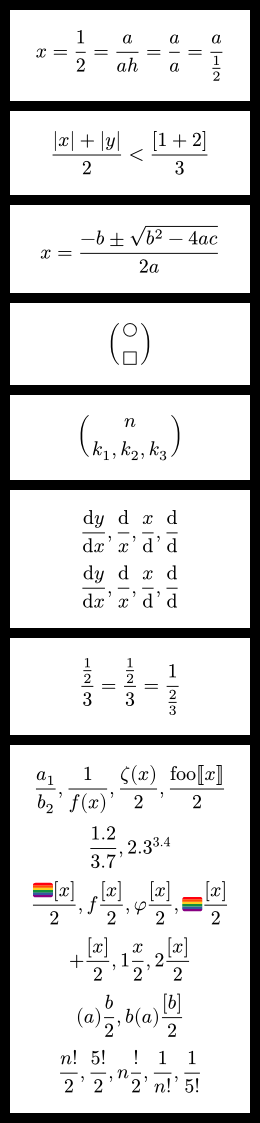 x = 1/2 = a/(ah) = a/a = a/(1/2)
(|x| + |y|)/2 < [1 + 2]/3
x = (−b ± √(b² − 4ac))/(2a)
(○
□)
(n
k₁, k₂, k₃)
dy/dx, d/x, x/d, d/d
dy/dx, d/x, x/d, d/d
(1/2)/3 = (1/2)/3 = 1/(2/3)
a₁/b₂, 1/f(x), ζ(x)/2, foo⟦x⟧/2
1.2/3.7, 2.3^3.4
[x]/2, f [x]/2, φ [x]/2, [x]/2
+ [x]/2, 1 x/2, 2 [x]/2
(a) b/2, b(a) [b]/2
n!/2, 5!/2, n !/2, 1/n!, 1/5!